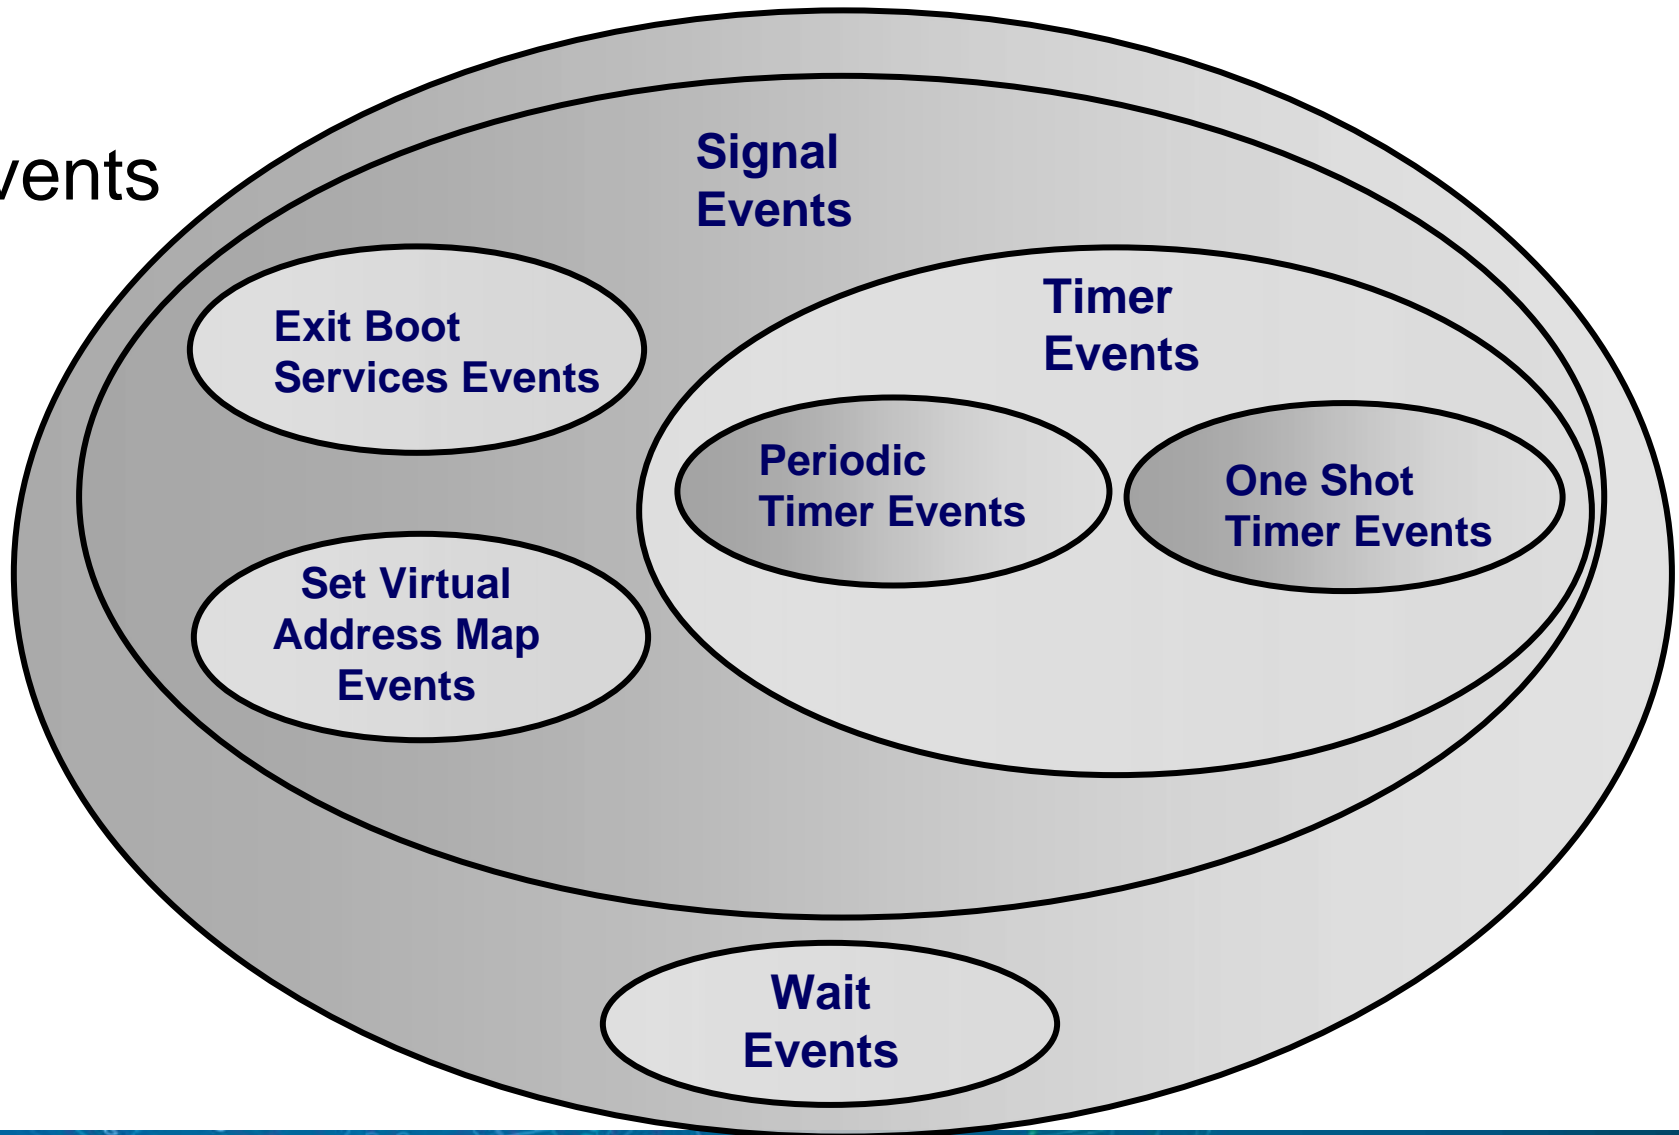 vents
Signal
Events
Exit Boot
Services Events
Timer
Events
Periodic
Timer Events
One Shot
Timer Events
Set Virtual
Address Map
Events
Wait
Events